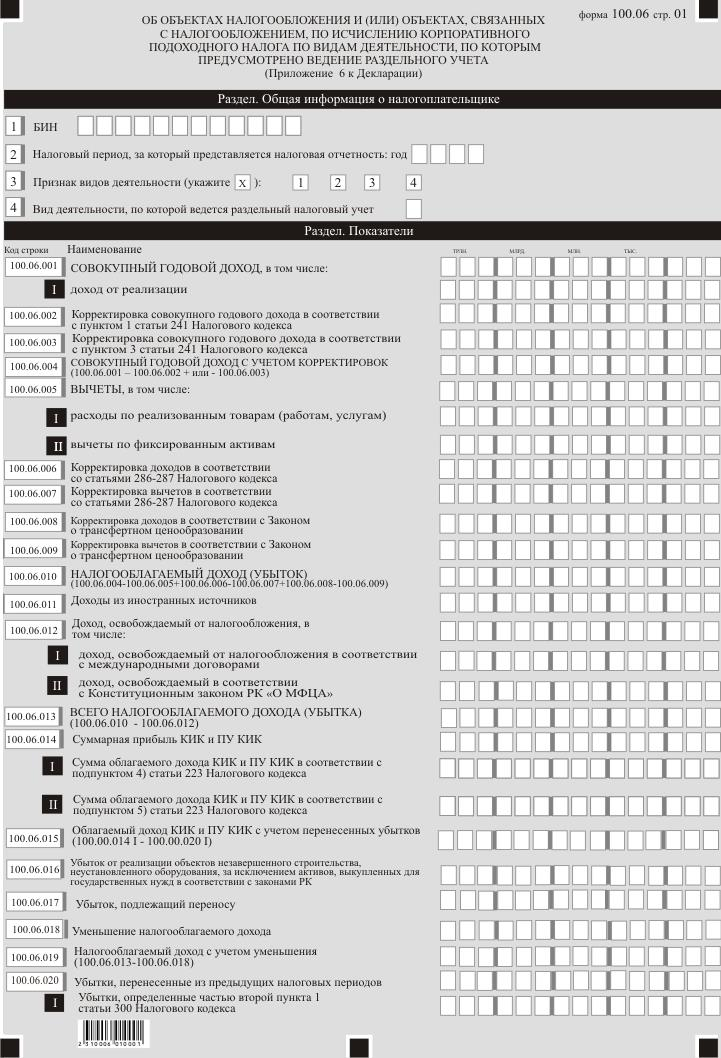 форма 100.06 стр. 01
ОБ ОБЪЕКТАХ НАЛОГООБЛОЖЕНИЯ И (ИЛИ) ОБЪЕКТАХ, СВЯЗАННЫХ
С НАЛОГООБЛОЖЕНИЕМ, ПО ИСЧИСЛЕНИЮ КОРПОРАТИВНОГО
ПОДОХОДНОГО НАЛОГА ПО ВИДАМ ДЕЯТЕЛЬНОСТИ, ПО КОТОРЫМ
ПРЕДУСМОТРЕНО ВЕДЕНИЕ РАЗДЕЛЬНОГО УЧЕТА
(Приложение 6 к Декларации)
Раздел. Общая информация о налогоплательщике
1 БИН
2 Налоговый период, за который представляется налоговая отчетность: год
3 Признак видов деятельности (укажите X ): 1 2 3 4
4 Вид деятельности, по которой ведется раздельный налоговый учет
Раздел. Показатели
Код строки Наименование ТРЛН. МЛРД. МЛН. ТЫС.
100.06.001 СОВОКУПНЫЙ ГОДОВОЙ ДОХОД, в том числе:
I доход от реализации
100.06.002 Корректировка совокупного годового дохода в соответствии
с пунктом 1 статьи 241 Налогового кодекса
100.06.003 Корректировка совокупного годового дохода в соответствии
с пунктом 3 статьи 241 Налогового кодекса
100.06.004 СОВОКУПНЫЙ ГОДОВОЙ ДОХОД С УЧЕТОМ КОРРЕКТИРОВОК
(100.06.001 – 100.06.002 + или - 100.06.003)
100.06.005 ВЫЧЕТЫ, в том числе:
I расходы по реализованным товарам (работам, услугам)
II вычеты по фиксированным активам
100.06.006 Корректировка доходов в соответствии
со статьями 286-287 Налогового кодекса
100.06.007 Корректировка вычетов в соответствии
со статьями 286-287 Налогового кодекса
100.06.008 Корректировка доходов в соответствии с Законом
о трансфертном ценообразовании
100.06.009 Корректировка вычетов в соответствии с Законом
о трансфертном ценообразовании
100.06.010 НАЛОГООБЛАГАЕМЫЙ ДОХОД (УБЫТОК)
(100.06.004-100.06.005+100.06.006-100.06.007+100.06.008-100.06.009)
100.06.011 Доходы из иностранных источников
100.06.012 Доход, освобождаемый от налогообложения, в
том числе:
I доход, освобождаемый от налогообложения в соответствии
с международными договорами
II доход, освобождаемый в соответствии
с Конституционным законом РК «О МФЦА»
100.06.013 ВСЕГО НАЛОГООБЛАГАЕМОГО ДОХОДА (УБЫТКА)
(100.06.010 - 100.06.012)
100.06.014 Суммарная прибыль КИК и ПУ КИК
I Сумма облагаемого дохода КИК и ПУ КИК в соответствии с
подпунктом 4) статьи 223 Налогового кодекса
II Сумма облагаемого дохода КИК и ПУ КИК в соответствии с
подпунктом 5) статьи 223 Налогового кодекса
100.06.015 Облагаемый доход КИК и ПУ КИК с учетом перенесенных убытков
(100.00.014 I - 100.00.020 I)
100.06.016 Убыток от реализации объектов незавершенного строительства,
неустановленного оборудования, за исключением активов, выкупленных для
государственных нужд в соответствии с законами РК
100.06.017 Убыток, подлежащий переносу
100.06.018 Уменьшение налогооблагаемого дохода
100.06.019 Налогооблагаемый доход с учетом уменьшения
(100.06.013-100.06.018)
100.06.020 Убытки, перенесенные из предыдущих налоговых периодов
I Убытки, определенные частью второй пункта 1
статьи 300 Налогового кодекса
2 310006 010001